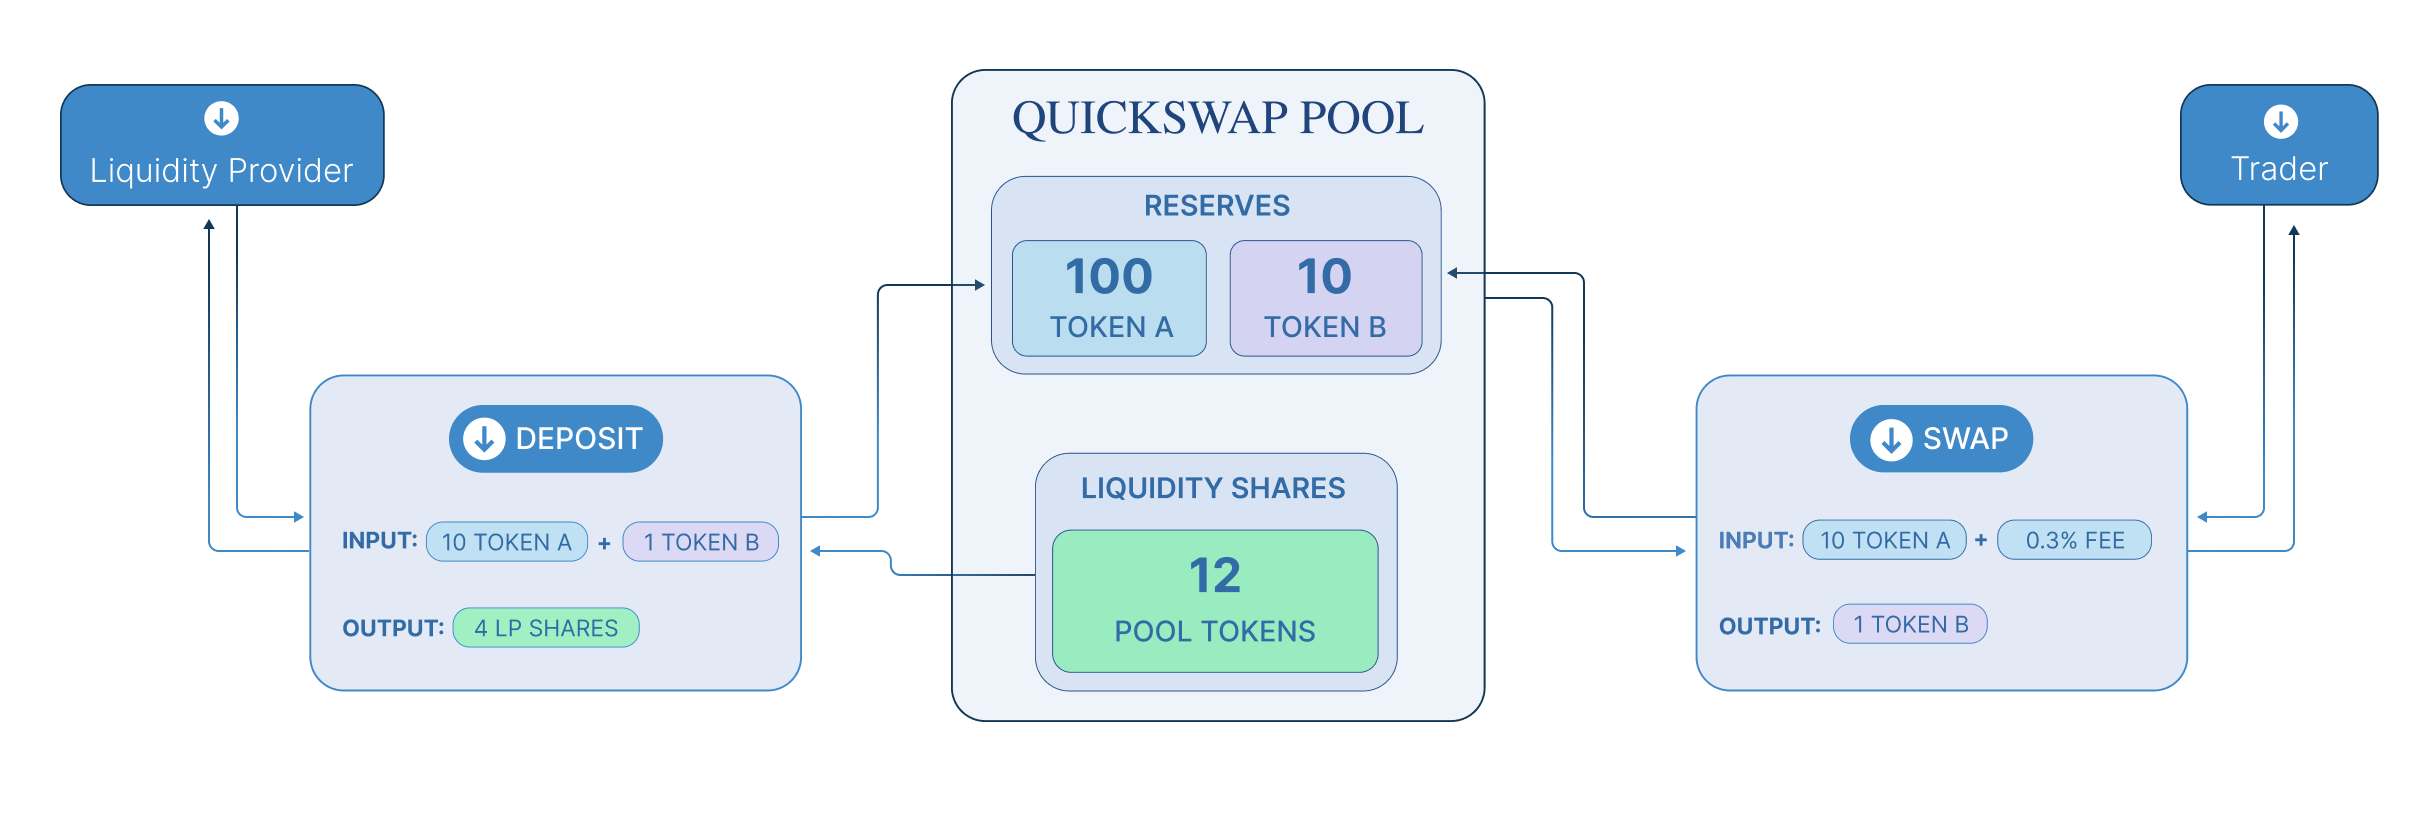 Liquidity Provider
DEPOSIT
INPUT: 10 TOKEN A + 1 TOKEN B
OUTPUT: 4 LP SHARES
QUICKSWAP POOL
RESERVES
100
TOKEN A
10
TOKEN B
LIQUIDITY SHARES
12
POOL TOKENS
Trader
SWAP
INPUT: 10 TOKEN A + 0.3% FEE
OUTPUT: 1 TOKEN B